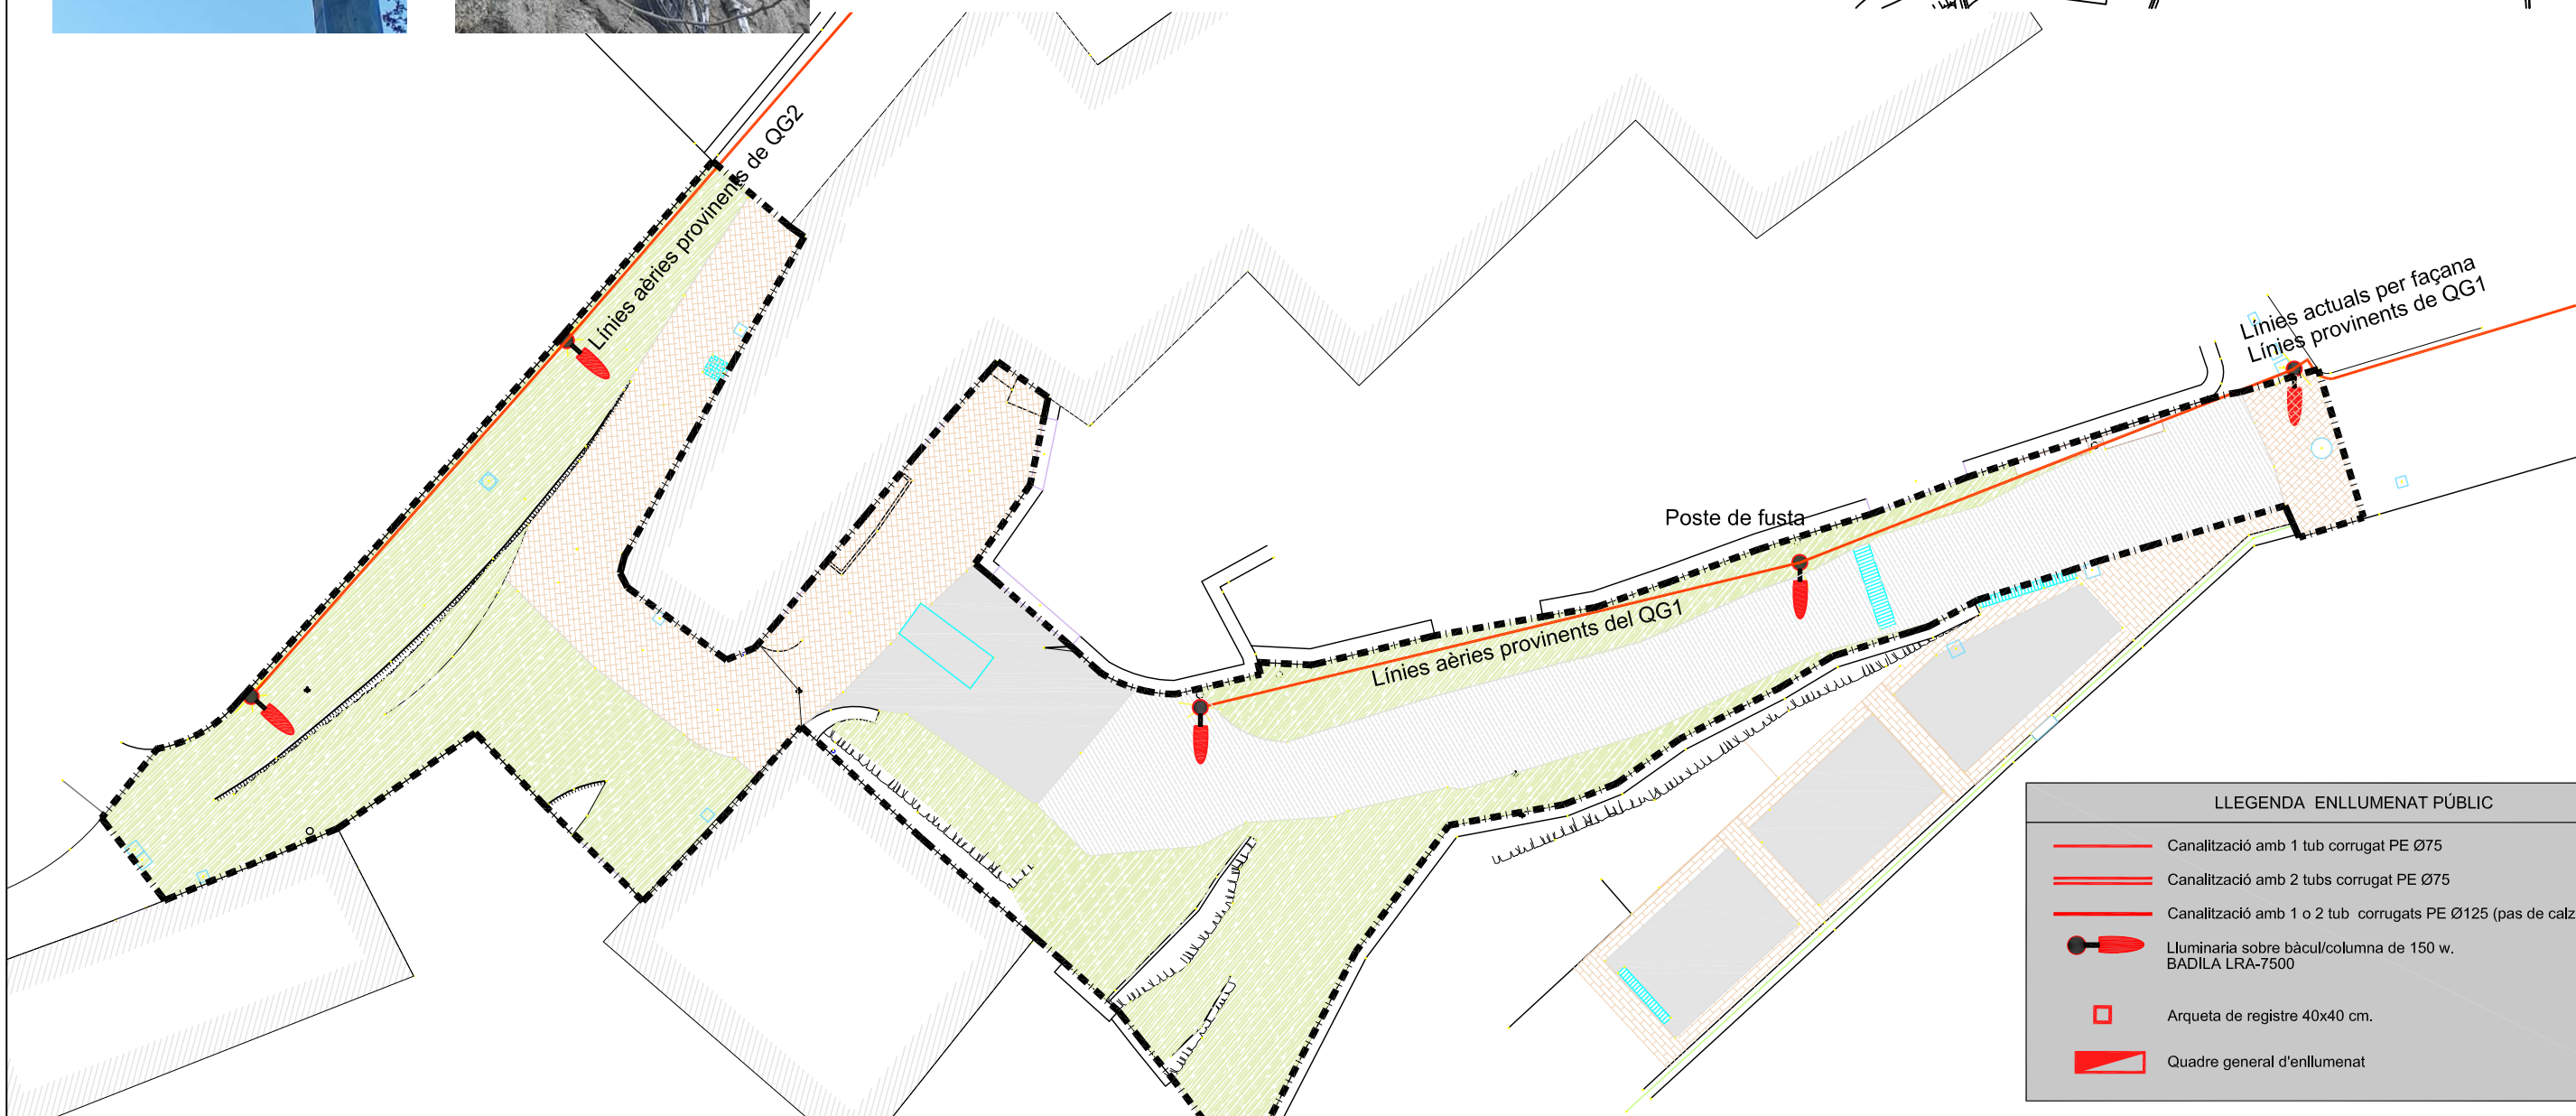 Línies aèries provinents de QG2
Línies actuals per façana
Línies provinents de QG1
Poste de fusta
Línies aèries provinents del QG1
LLEGENDA ENLLUMENAT PÚBLIC
Canalització amb 1 tub corrugat PE Ø75
Canalització amb 2 tubs corrugat PE Ø75
Canalització amb 1 o 2 tub corrugats PE Ø125 (pas de calz
Lluminaria sobre bàcul/columna de 150 w.
BADILA LRA-7500
Arqueta de registre 40x40 cm.
Quadre general d'enllumenat